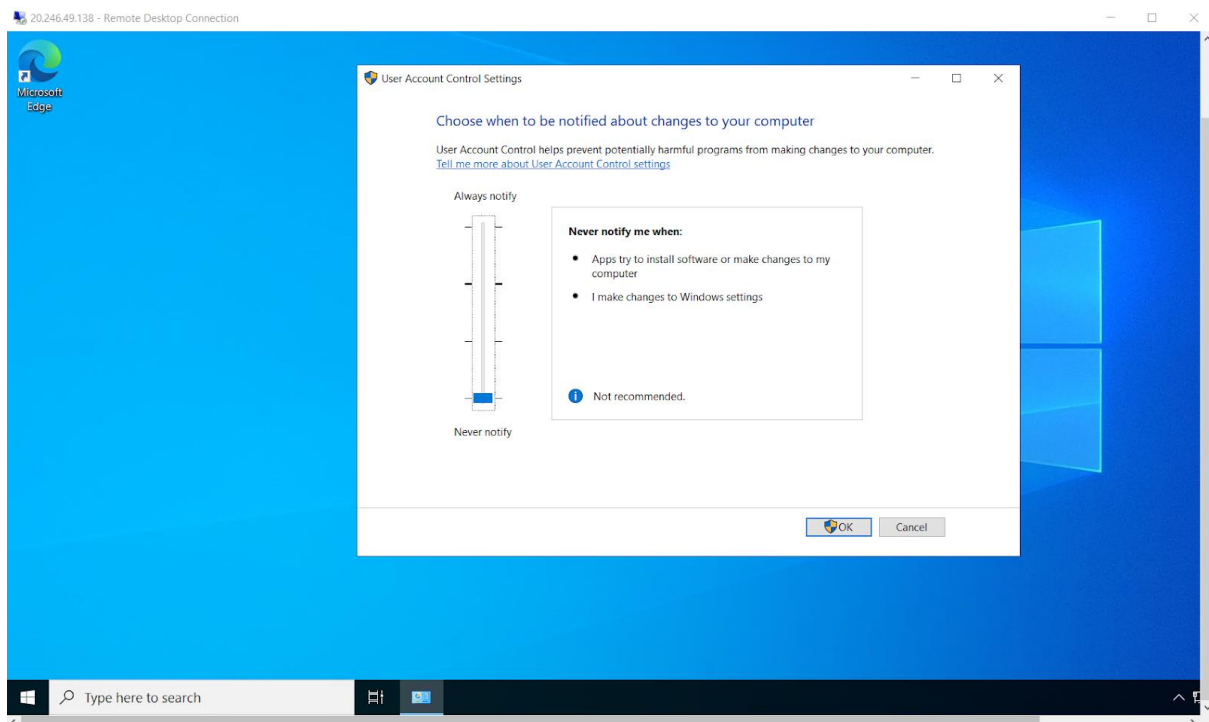 20.246.49.138 - Remote Desktop Connection
Microsoft
Edge
User Account Control Settings
Choose when to be notified about changes to your computer
User Account Control helps prevent potentially harmful programs from making changes to your computer.
Tell me more about User Account Control settings
Always notify
Never notify me when:
• Apps try to install software or make changes to my
computer
• I make changes to Windows settings
Not recommended.
Never notify
OK
Cancel
Type here to search